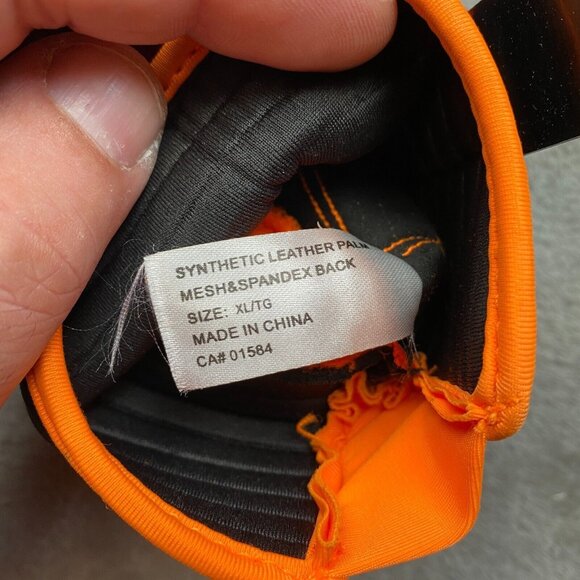 SYNTHETIC LEATHER PALM
MESH&SPANDEX BACK
SIZE: XL/TG
MADE IN CHINA
CA# 01584